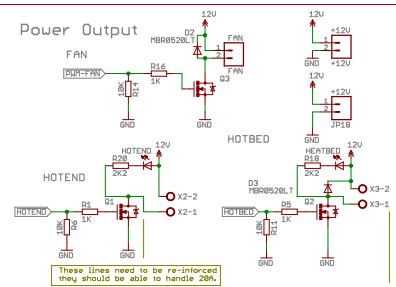 Power Output
12V
D2
MBR0520LT
FAN
1
2
FAN
FAN
PWM-FAN
R16
1K
10K
R14
Q3
GND
GND
12V
+12V
1
2
+12V
GND
12V
+12V
1
2
JP18
GND
HOTBED
HOTEND
12V
R20
2K2
HOTEND
X2-2
X2-1
HOTEND
R1
1K
10K
R6
Q1
GND
GND
HEATBED
12V
R18
2K2
D3
MBR0520LT
X3-2
X3-1
HOTBED
R5
1K
10K
R11
Q2
GND
GND
These lines need to be re-inforced
they should be able to handle 20A.